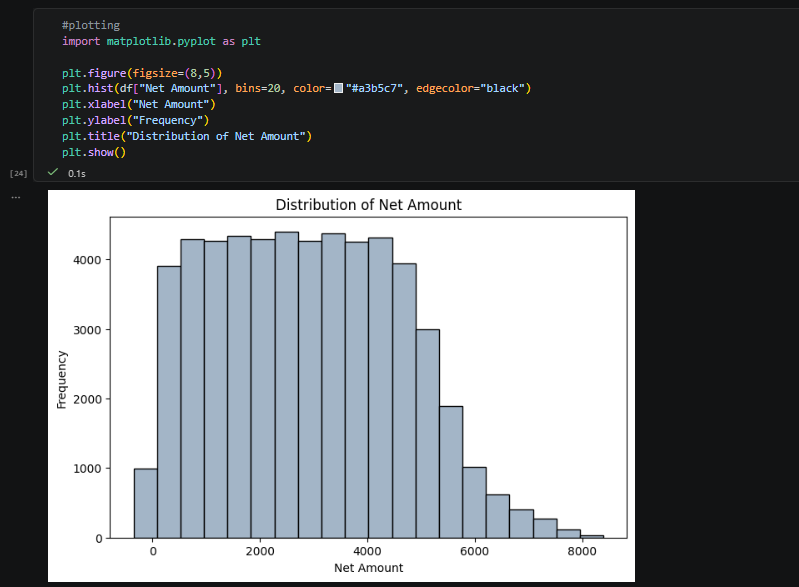 #plotting
import matplotlib.pyplot as plt
plt.figure(figsize=(8,5))
plt.hist(df["Net Amount"], bins=20, color="#a3b5c7", edgecolor="black")
plt.xlabel("Net Amount")
plt.ylabel("Frequency")
plt.title("Distribution of Net Amount")
plt.show()
[24]
0.1s
...
Distribution of Net Amount
4000
3000
2000
1000
0
Frequency
0 2000 4000 6000 8000
Net Amount